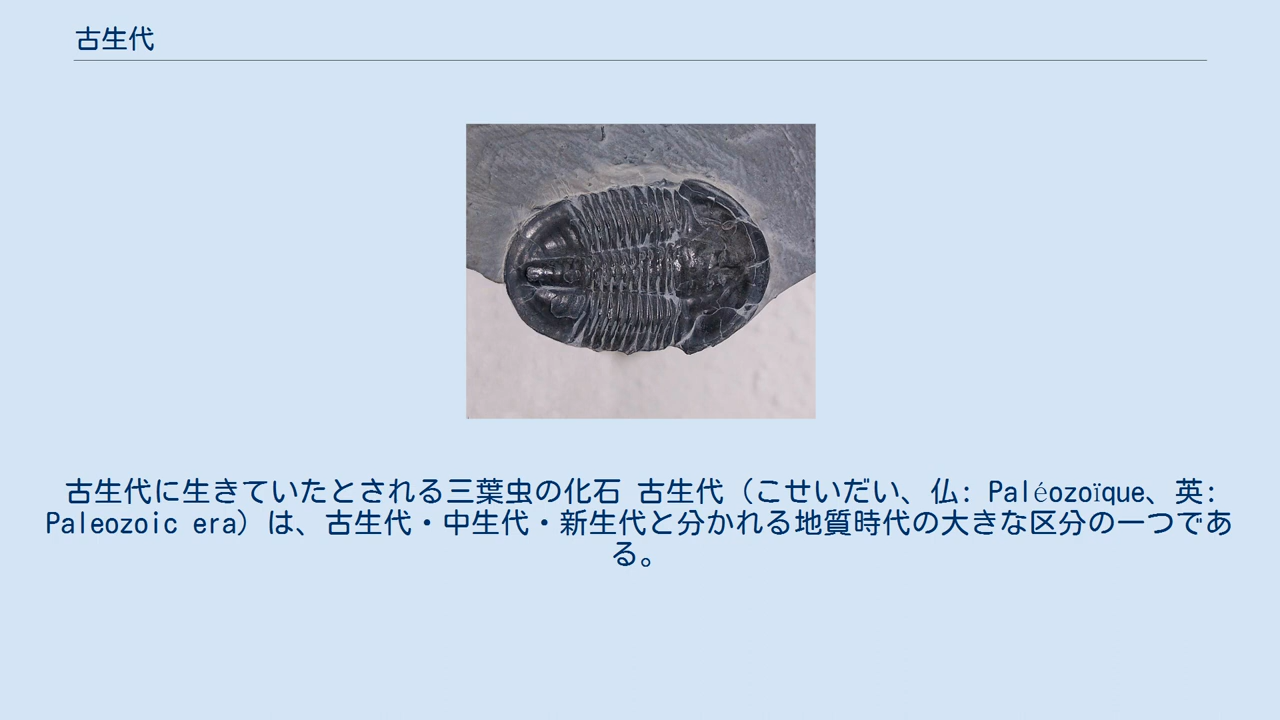 古生代
古生代に生きていたとされる三葉虫の化石 古生代（こせいだい、仏: Paléozoïque、英:
Paleozoic era）は、古生代・中生代・新生代と分かれる地質時代の大きな区分の一つであ
る。